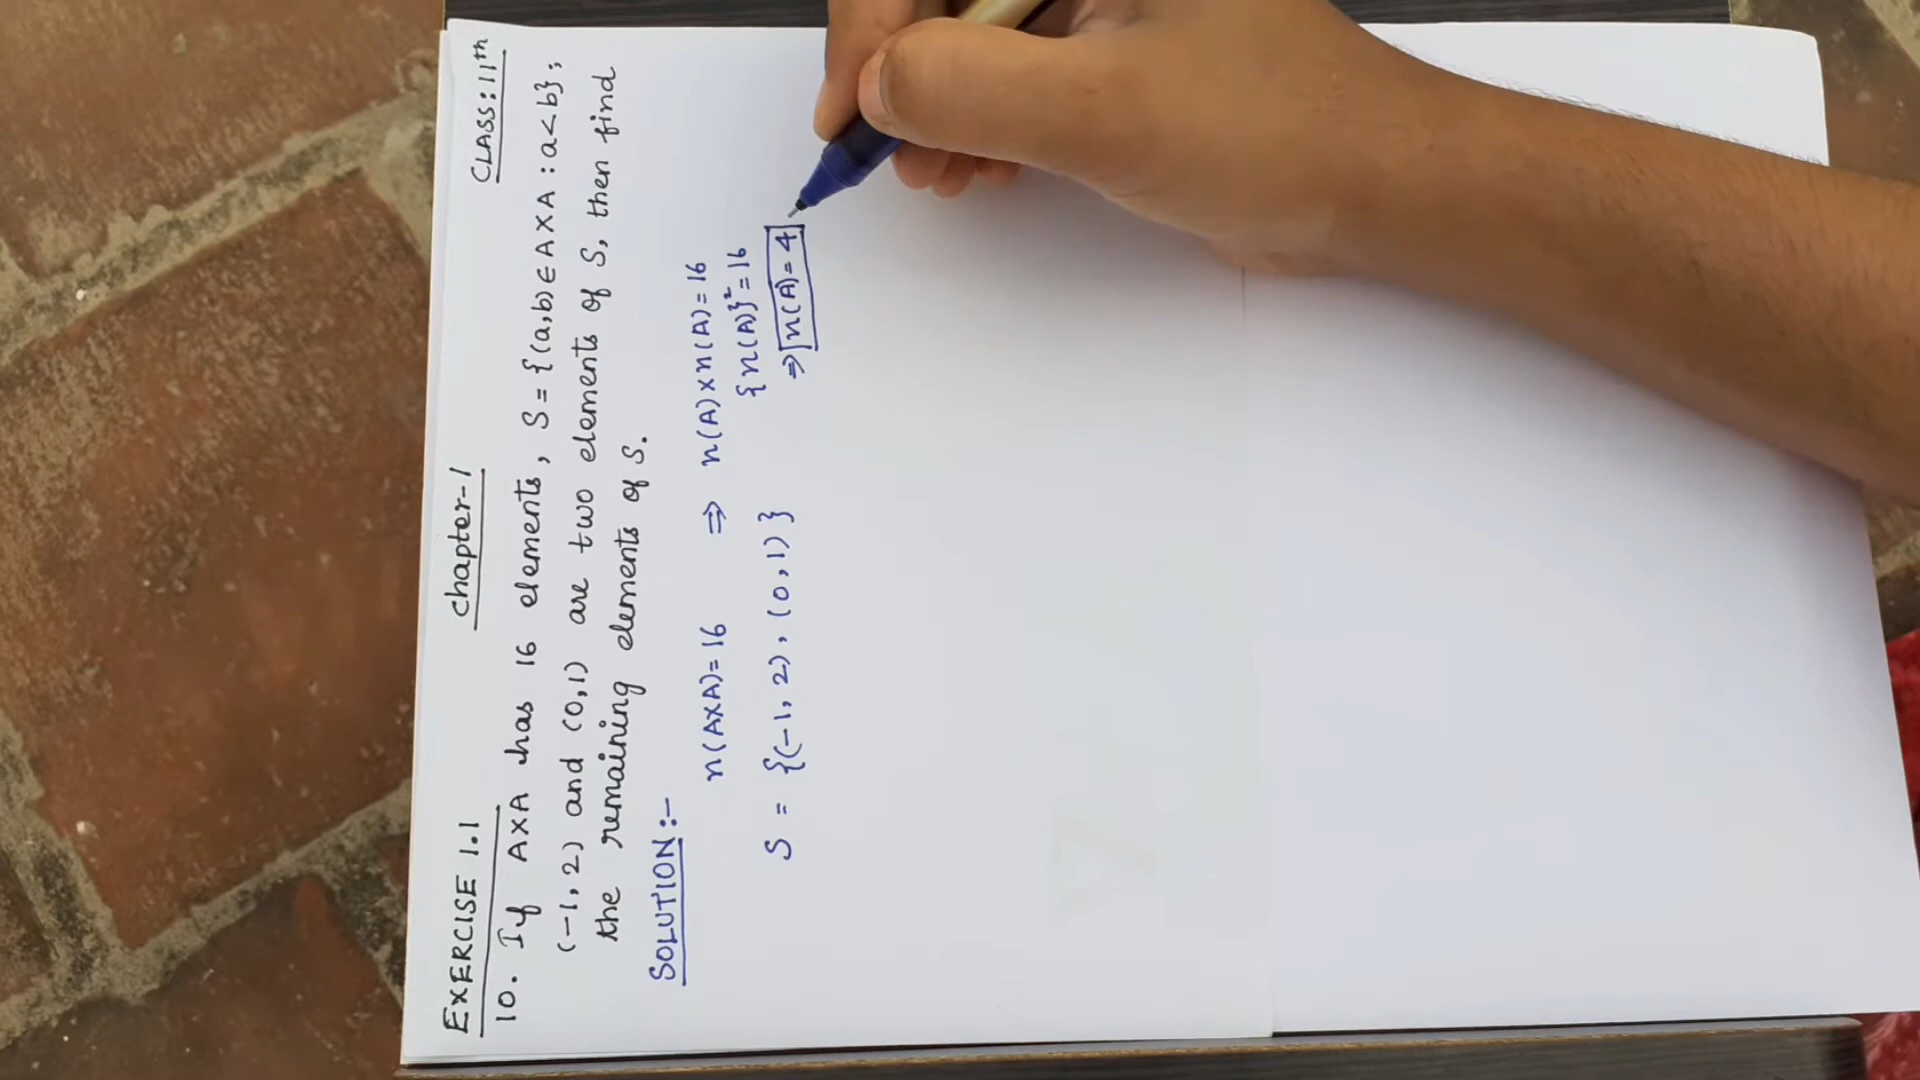 EXERCISE 1.1 Chapter-1 CLASS:11th
10. If A×A has 16 elements, S={(a,b)∈A×A:a<b};
(-1,2) and (0,1) are two elements of S, then find
the remaining elements of S.
SOLUTION:-
n(A×A)=16 ⇒ n(A)×n(A)=16
{n(A)}²=16
S = {(-1,2),(0,1)} ⇒ n(A)=4